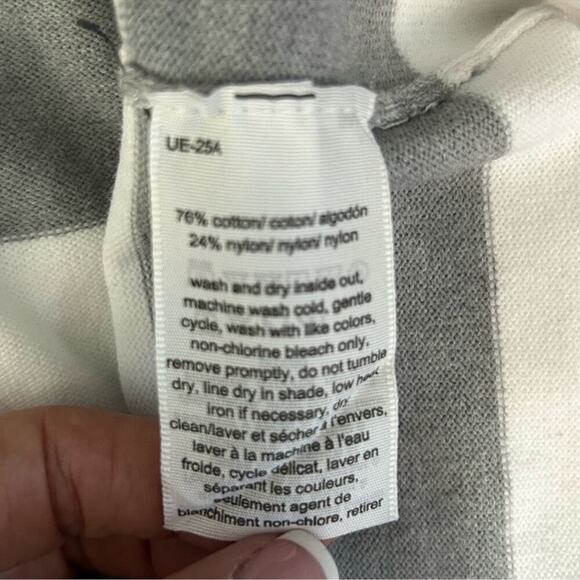 UE-25A
76% cotton/ coton/ algodón
24% nylon/ nylon/ nylon
wash and dry inside out,
machine wash cold, gentle
cycle, wash with like colors,
non-chlorine bleach only,
remove promptly, do not tumble
dry, line dry in shade, low heat
iron if necessary, dry
clean/laver et sécher à l'envers,
laver à la machine à l'eau
froide, cycle délicat, laver en
séparant les couleurs,
seulement agent de
blanchiment non-chlore, retirer